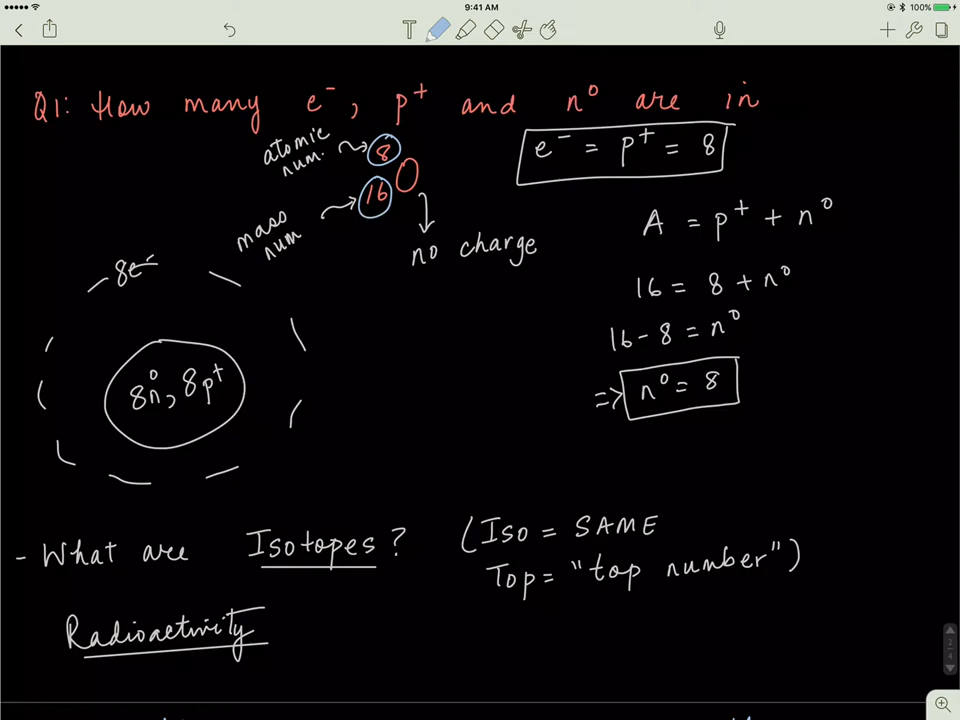 9:41 AM
100%
T
Q1: How many e⁻, p⁺ and n⁰ are in
atomic num.
8
16 O
mass num
no charge
e⁻ = p⁺ = 8
A = p⁺ + n⁰
16 = 8 + n⁰
16 - 8 = n⁰
=> n⁰ = 8
8e⁻
8n⁰, 8p⁺
- What are Isotopes? (Iso = SAME
Top = "top number")
Radioactivity
2
4